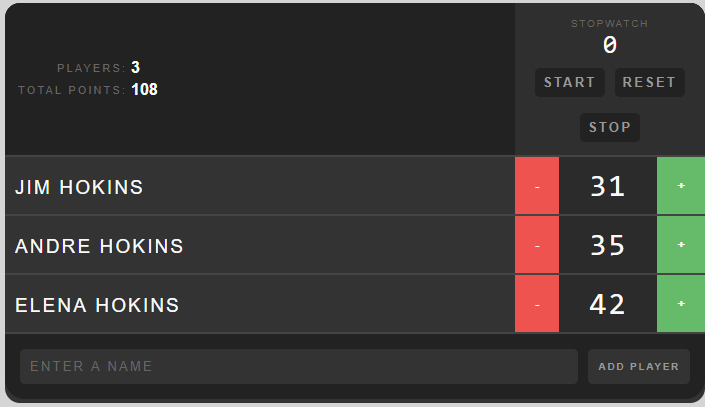 STOPWATCH
0
PLAYERS: 3
TOTAL POINTS: 108
START RESET
STOP
JIM HOKINS - 31 +
ANDRE HOKINS - 35 +
ELENA HOKINS - 42 +
ENTER A NAME ADD PLAYER